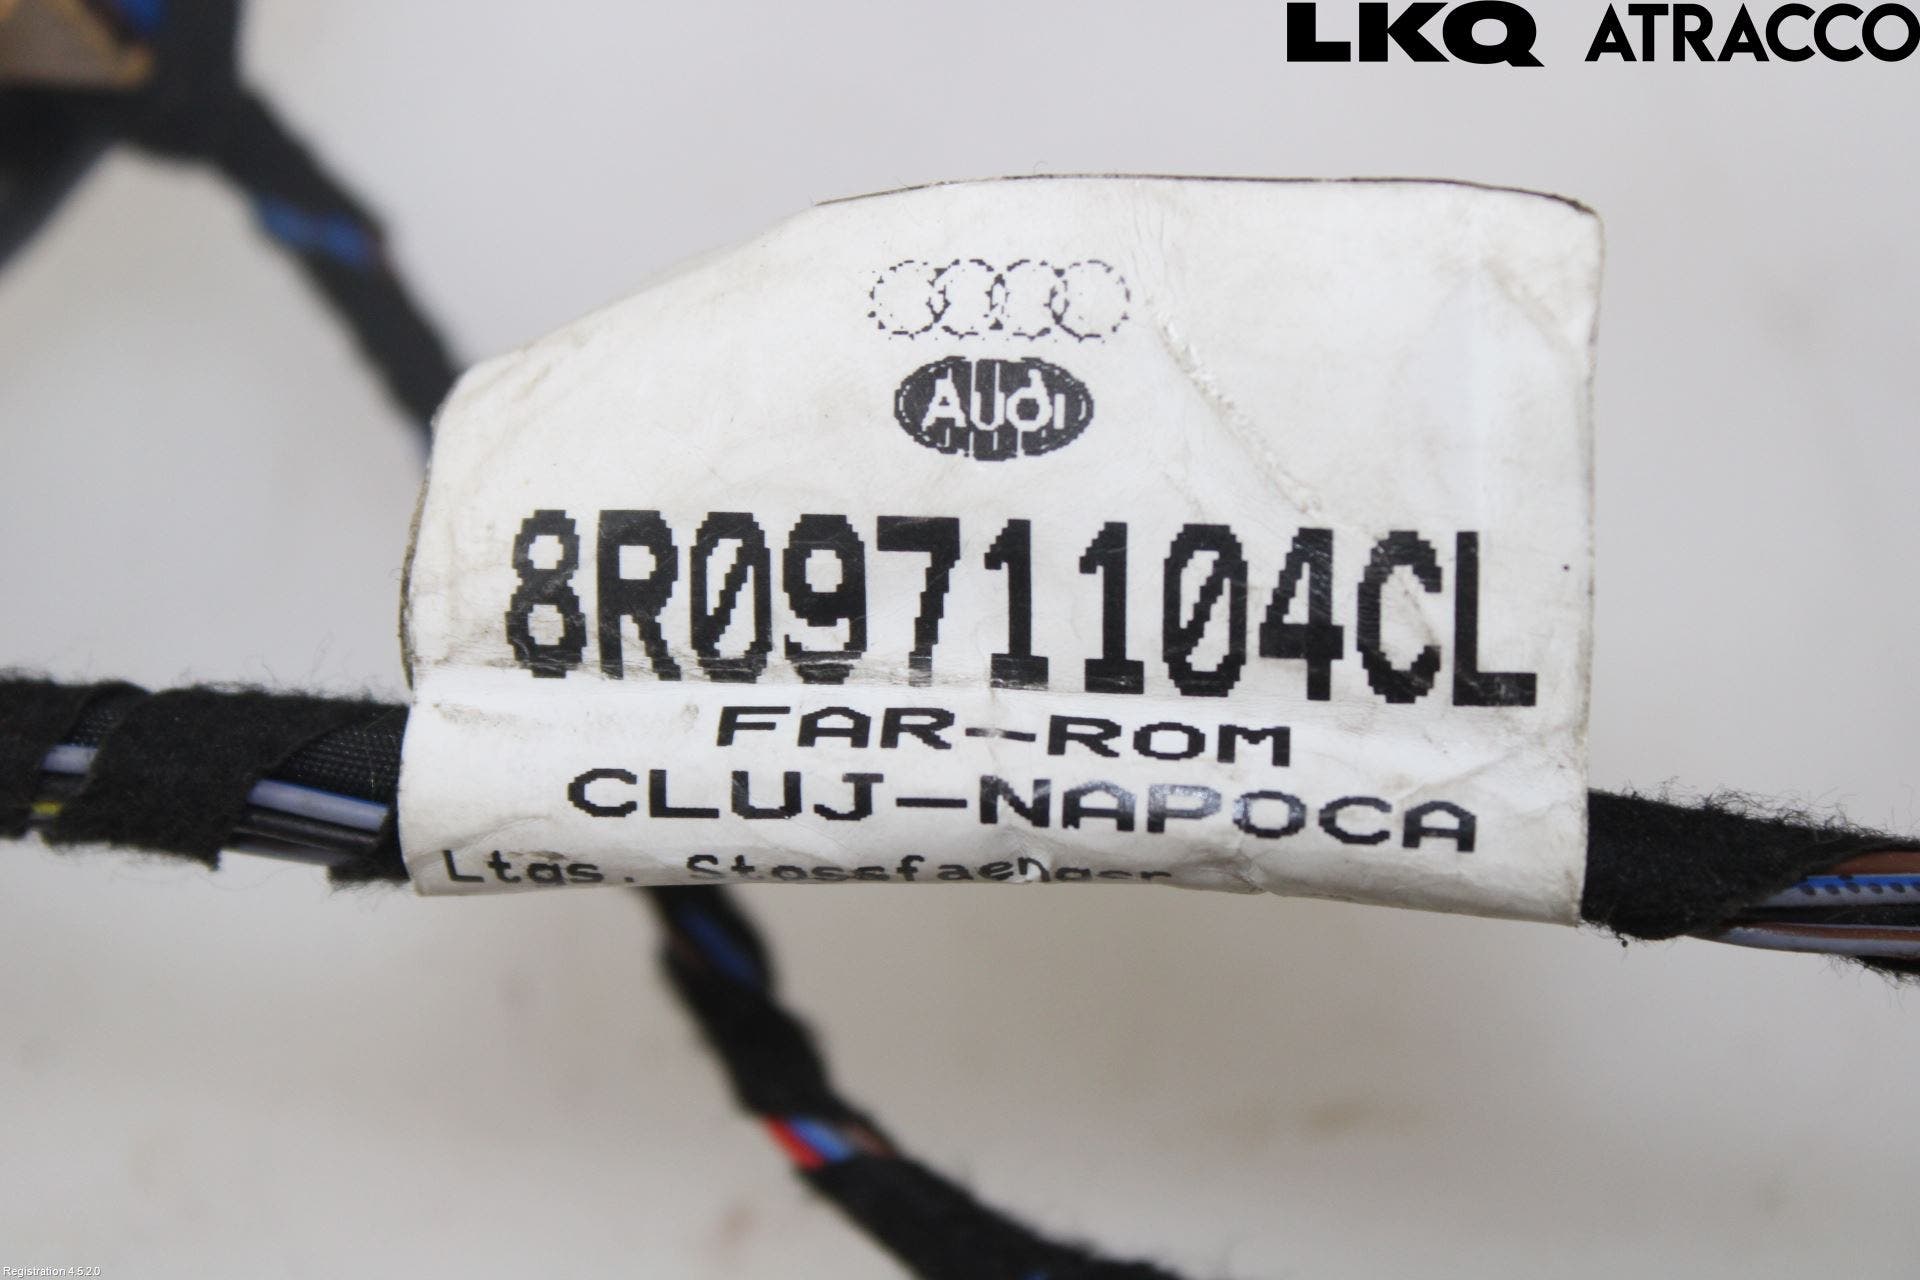 LKQ ATRACCO
AUDI
8R0971104CL
FAR-ROM
CLUJ-NAPOCA
Ltgs. Stossfaenger
Registration 4.5.2.0